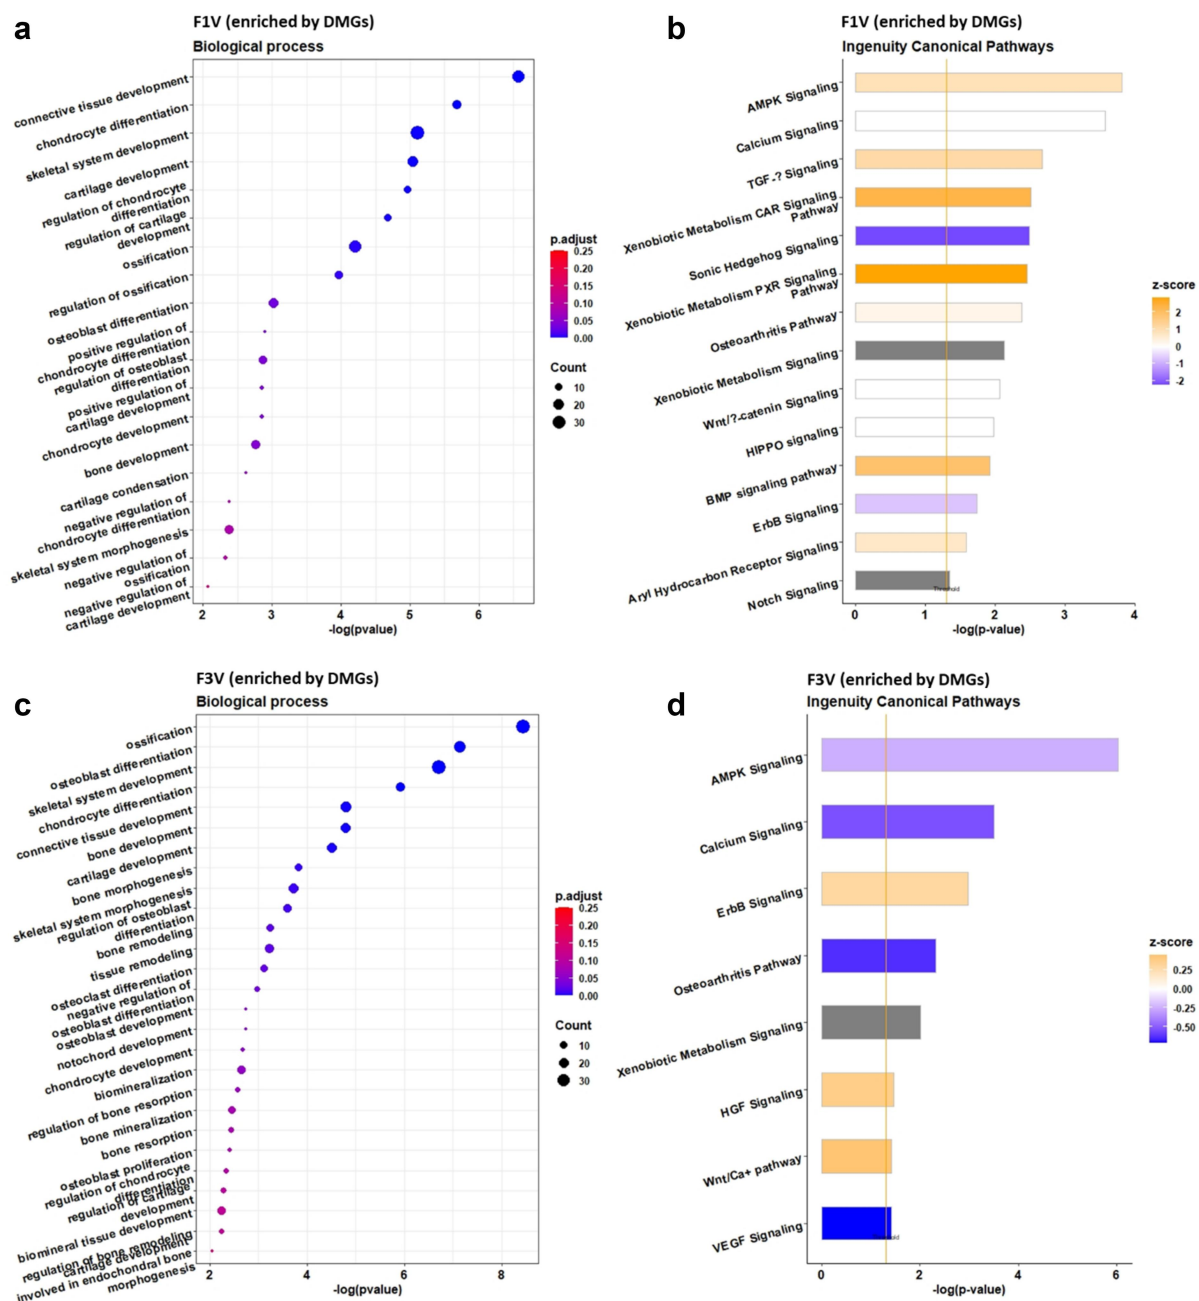 a
F1V (enriched by DMGs)
Biological process
connective tissue development
chondrocyte differentiation
skeletal system development
cartilage development
regulation of chondrocyte
differentiation
regulation of cartilage
development
ossification
regulation of ossification
osteoblast differentiation
positive regulation of
chondrocyte differentiation
regulation of osteoblast
differentiation
positive regulation of
cartilage development
chondrocyte development
bone development
cartilage condensation
negative regulation of
chondrocyte differentiation
skeletal system morphogenesis
negative regulation of
ossification
negative regulation of
cartilage development
2 3 4 5 6
-log(pvalue)
p.adjust
0.25
0.20
0.15
0.10
0.05
0.00
Count
10
20
30
b
F1V (enriched by DMGs)
Ingenuity Canonical Pathways
AMPK Signaling
Calcium Signaling
TGF-? Signaling
Xenobiotic Metabolism CAR Signaling
Pathway
Sonic Hedgehog Signaling
Xenobiotic Metabolism PXR Signaling
Pathway
Osteoarthritis Pathway
Xenobiotic Metabolism Signaling
Wnt/?-catenin Signaling
HIPPO signaling
BMP signaling pathway
ErbB Signaling
Aryl Hydrocarbon Receptor Signaling
Notch Signaling
Threshold
0 1 2 3 4
-log(p-value)
z-score
2
1
0
-1
-2
c
F3V (enriched by DMGs)
Biological process
ossification
osteoblast differentiation
skeletal system development
chondrocyte differentiation
connective tissue development
bone development
cartilage development
bone morphogenesis
skeletal system morphogenesis
regulation of osteoblast
differentiation
bone remodeling
tissue remodeling
osteoclast differentiation
negative regulation of
osteoblast differentiation
osteoblast development
notochord development
chondrocyte development
biomineralization
regulation of bone resorption
bone mineralization
bone resorption
osteoblast proliferation
regulation of chondrocyte
differentiation
regulation of cartilage
development
biomineral tissue development
regulation of bone remodeling
cartilage development
involved in endochondral bone
morphogenesis
2 4 6 8
-log(pvalue)
p.adjust
0.25
0.20
0.15
0.10
0.05
0.00
Count
10
20
30
d
F3V (enriched by DMGs)
Ingenuity Canonical Pathways
AMPK Signaling
Calcium Signaling
ErbB Signaling
Osteoarthritis Pathway
Xenobiotic Metabolism Signaling
HGF Signaling
Wnt/Ca+ pathway
VEGF Signaling
0 2 4 6
-log(p-value)
z-score
0.25
0.00
-0.25
-0.50